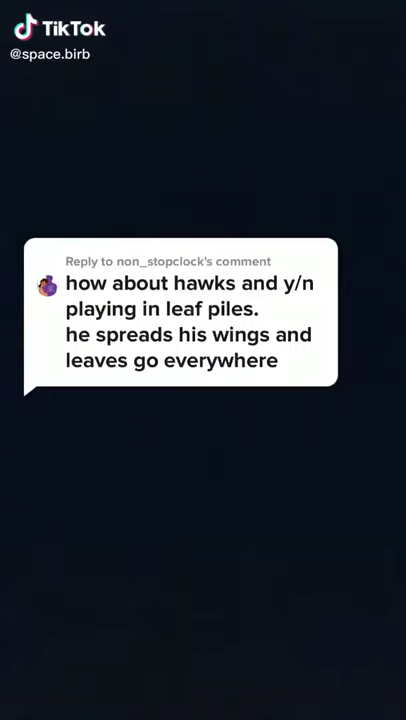 TikTok
@space.birb
Reply to non_stopclock's comment
how about hawks and y/n
playing in leaf piles.
he spreads his wings and
leaves go everywhere